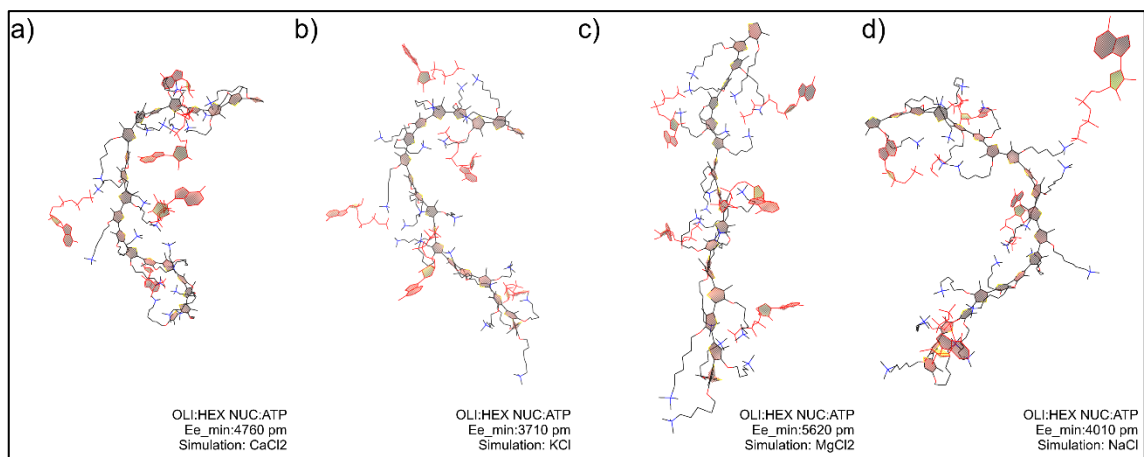 a)
b)
c)
d)
OLI:HEX NUC:ATP
Ee_min:4760 pm
Simulation: CaCl2
OLI:HEX NUC:ATP
Ee_min:3710 pm
Simulation: KCl
OLI:HEX NUC:ATP
Ee_min:5620 pm
Simulation: MgCl2
OLI:HEX NUC:ATP
Ee_min:4010 pm
Simulation: NaCl